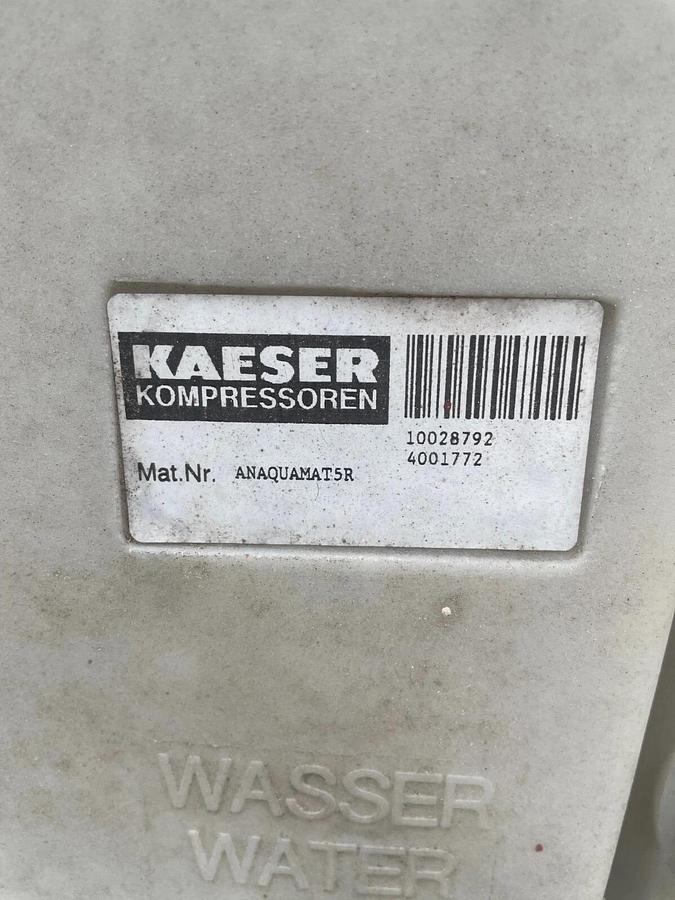 KAESER
KOMPRESSOREN
10028792
4001772
Mat.Nr. ANAQUAMAT5R
WASSER
WATER